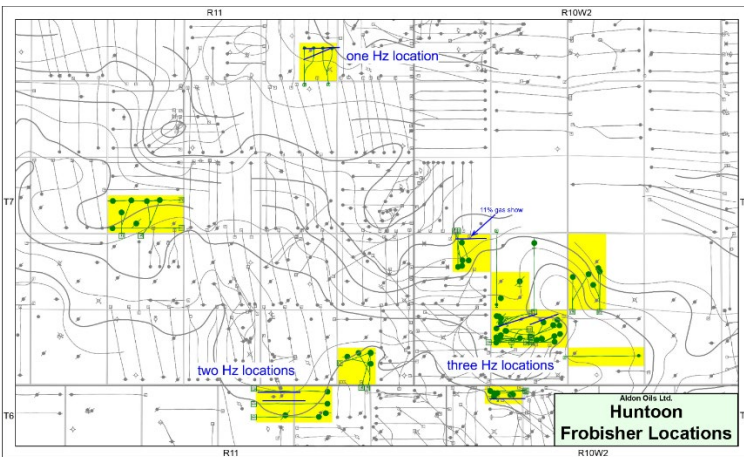 R11
R10W2
one Hz location
T7
11% gas show
two Hz locations
three Hz locations
T6
Aldon Oils Ltd.
Huntoon
Frobisher Locations
R11
R10W2